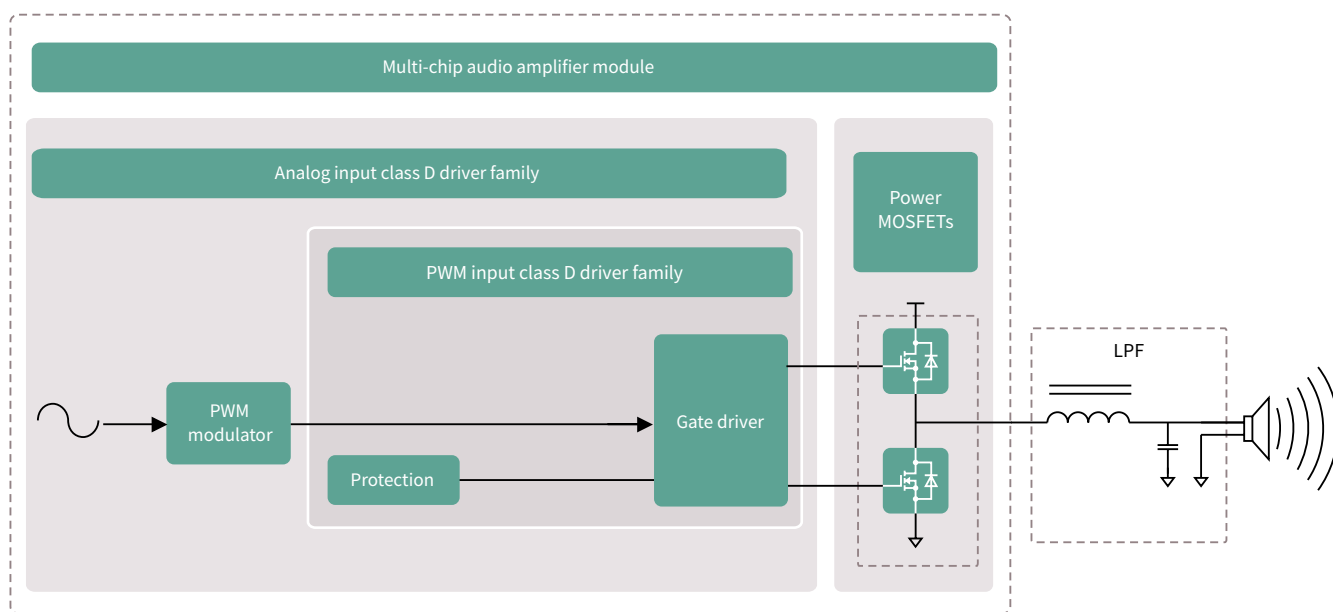 Multi-chip audio amplifier module
Analog input class D driver family
Power
MOSFETs
PWM input class D driver family
LPF
PWM
modulator
Gate driver
Protection